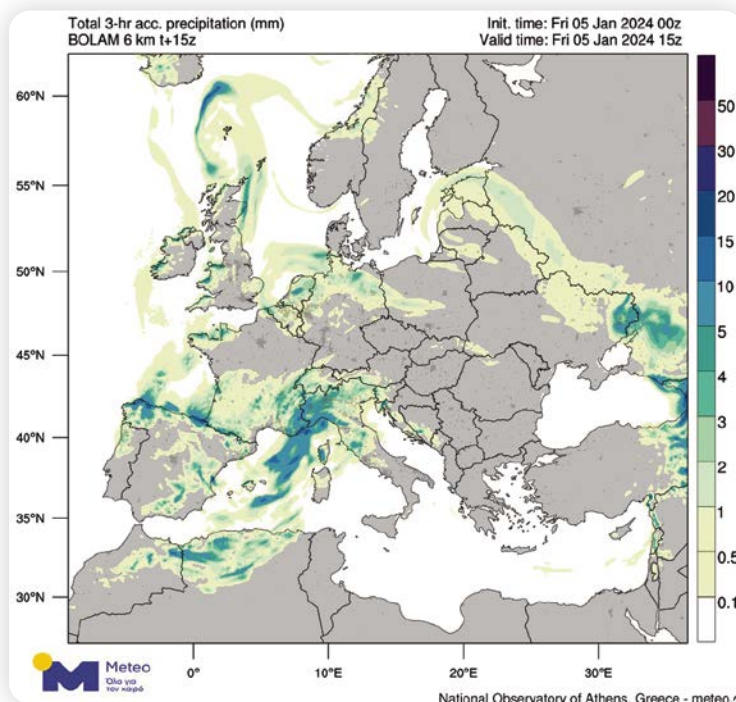 Total 3-hr acc. precipitation (mm)
Init. time: Fri 05 Jan 2024 00z
BOLAM 6 km t+15z
Valid time: Fri 05 Jan 2024 15z
60°N
55°N
50°N
45°N
40°N
35°N
30°N
0°
10°E
20°E
30°E
50
30
20
15
10
5
4
3
2
1
0.5
0.1
Meteo
Όλα για
τον καιρό
National Observatory of Athens, Greece - meteo.